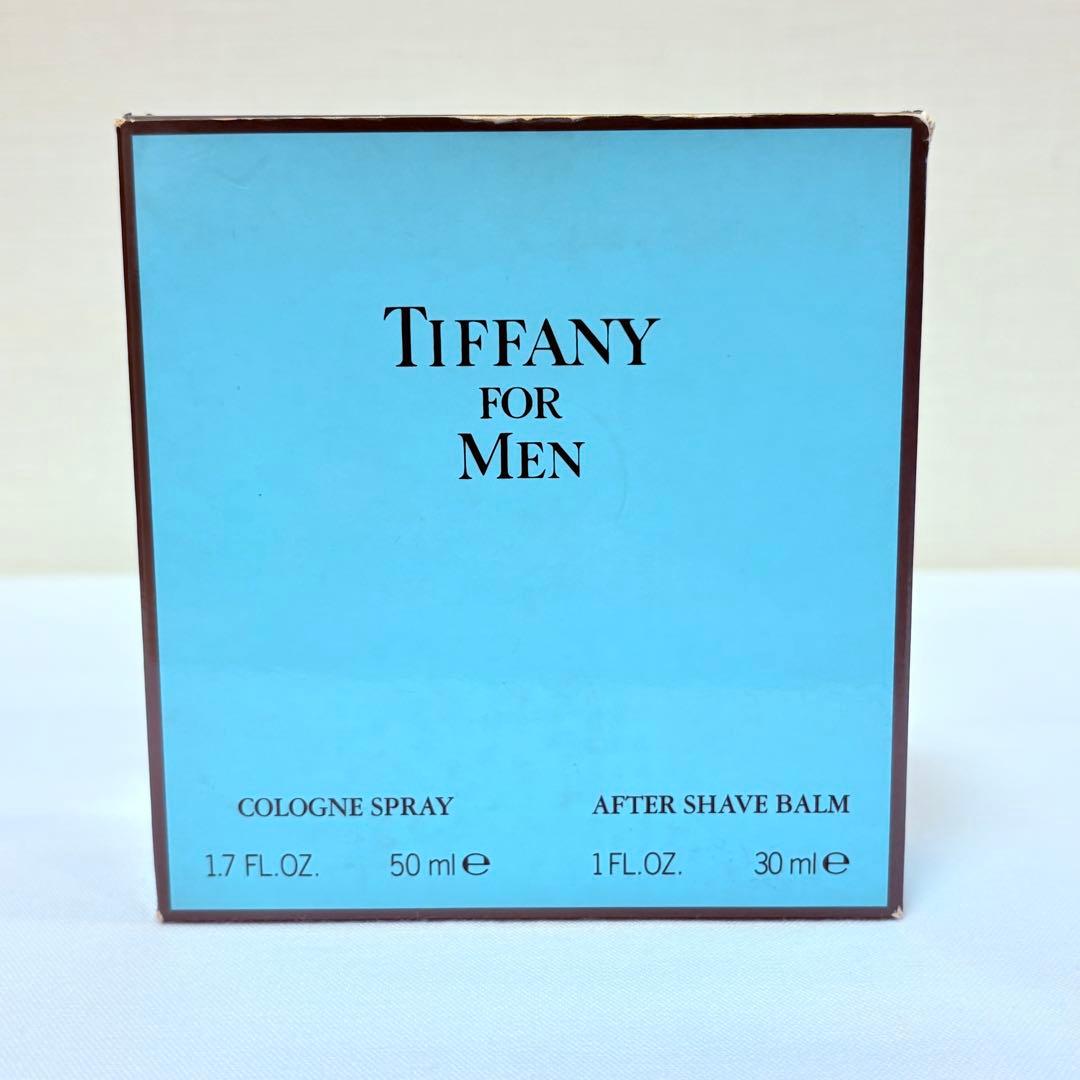 TIFFANY
FOR
MEN
COLOGNE SPRAY AFTER SHAVE BALM
1.7 FL.OZ. 50 ml ℮ 1 FL.OZ. 30 ml ℮